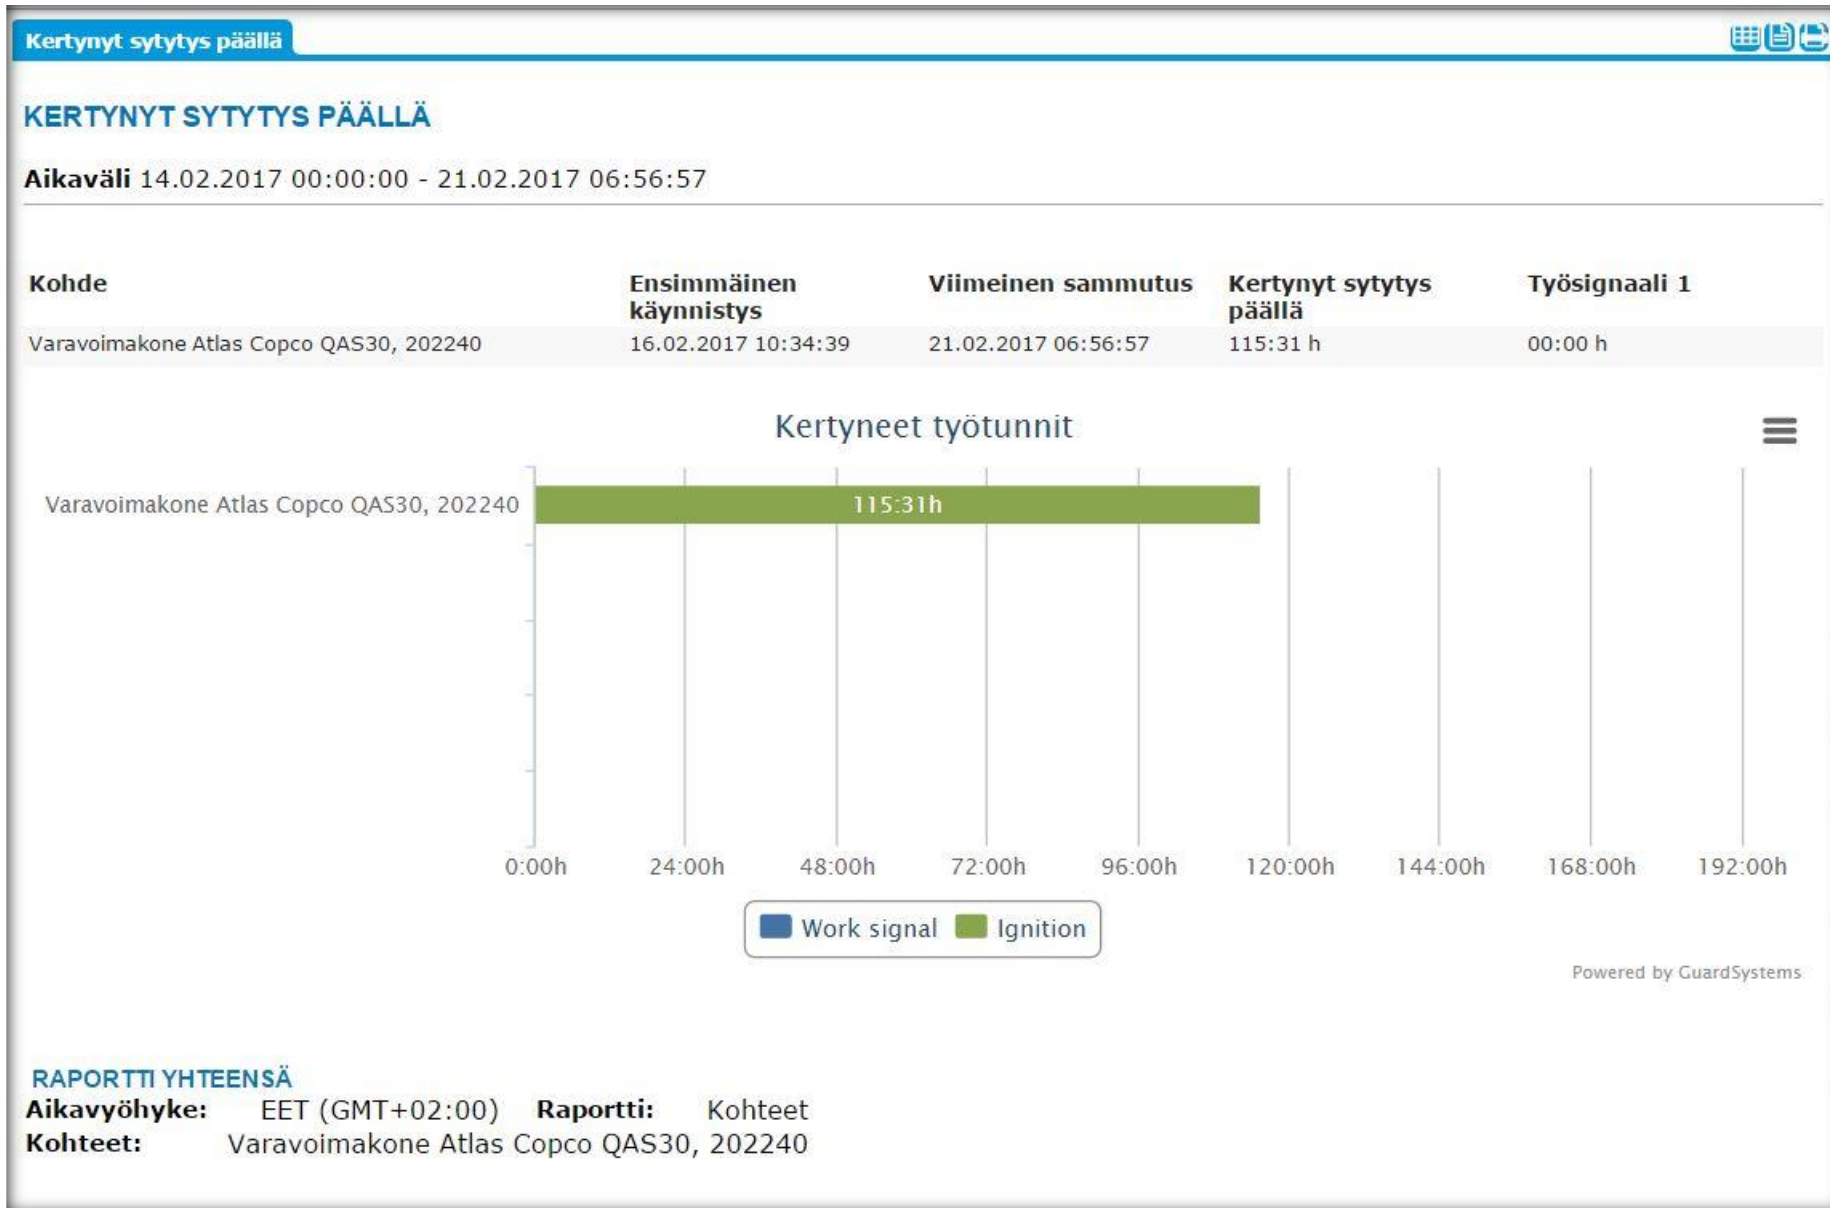 Kertynyt sytytys päällä
KERTYNYT SYTYTYS PÄÄLLÄ
Aikaväli 14.02.2017 00:00:00 - 21.02.2017 06:56:57
Kohde Ensimmäinen käynnistys Viimeinen sammutus Kertynyt sytytys päällä Työsignaali 1
Varavoimakone Atlas Copco QAS30, 202240 16.02.2017 10:34:39 21.02.2017 06:56:57 115:31 h 00:00 h
Kertyneet työtunnit
Varavoimakone Atlas Copco QAS30, 202240 115:31h
0:00h 24:00h 48:00h 72:00h 96:00h 120:00h 144:00h 168:00h 192:00h
Work signal Ignition
Powered by GuardSystems
RAPORTTI YHTEENSÄ
Aikavyöhyke: EET (GMT+02:00) Raportti: Kohteet
Kohteet: Varavoimakone Atlas Copco QAS30, 202240